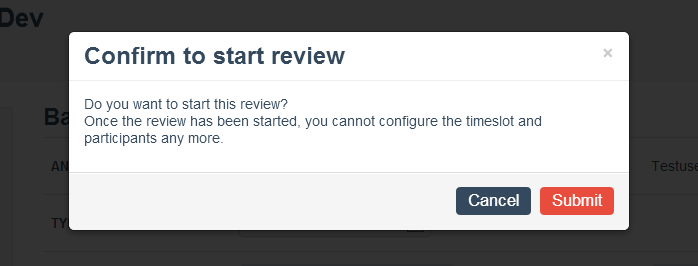 Dev
Confirm to start review
×
Do you want to start this review?
Once the review has been started, you cannot configure the timeslot and
participants any more.
Cancel
Submit